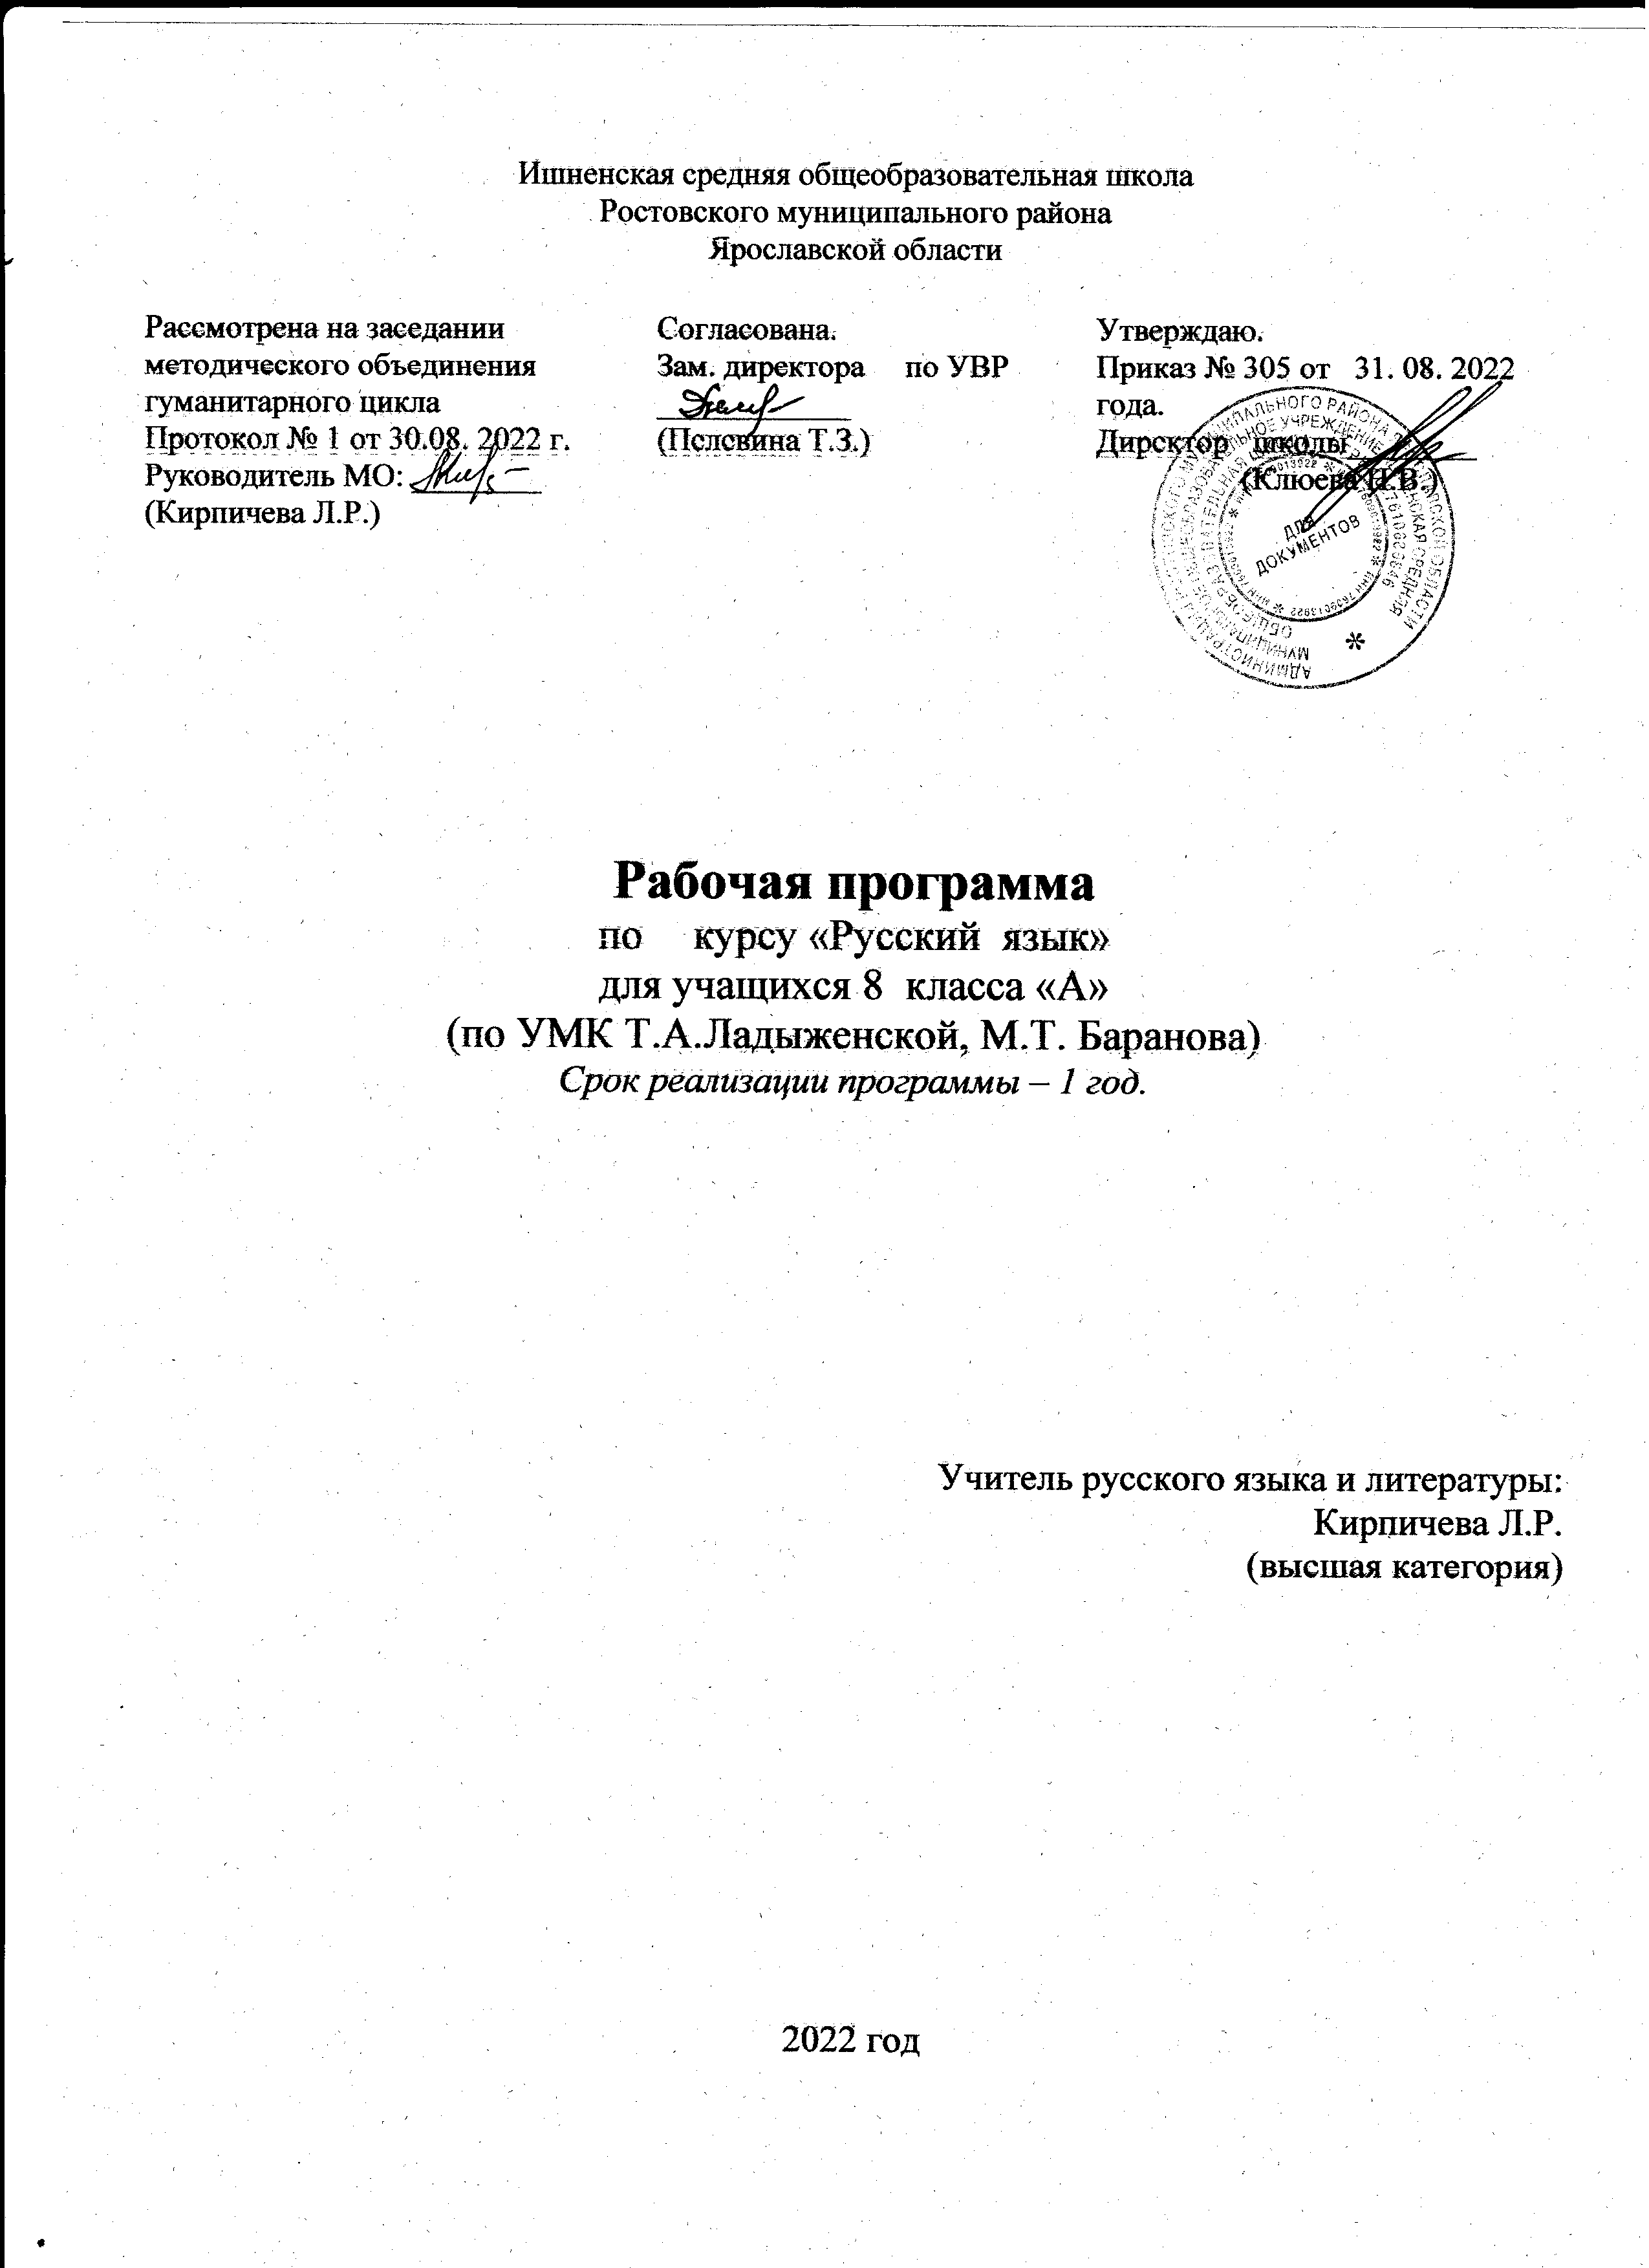 Ишненская средняя общеобразовательная школа
Ростовского муниципального района
Ярославской области
Рассмотрена на заседании
методического объединения
гуманитарного цикла
Протокол № 1 от 30.08. 2022 г.
Руководитель МО:
(Кирпичева Л.Р.)
Согласована.
Зам. директора по УВР
(Пелевина Т.З.)
Утверждаю.
Приказ № 305 от 31. 08. 2022
года.
Директор школы
(Клюева Н.В.)
ДЛЯ
ДОКУМЕНТОВ
Рабочая программа
по курсу «Русский язык»
для учащихся 8 класса «А»
(по УМК Т.А.Ладыженской, М.Т. Баранова)
Срок реализации программы – 1 год.
Учитель русского языка и литературы:
Кирпичева Л.Р.
(высшая категория)
2022 год